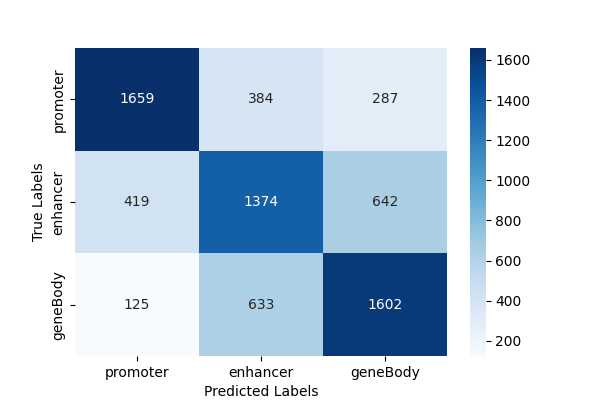 promoter
1659 384 287
enhancer
419 1374 642
geneBody
125 633 1602
True Labels
promoter enhancer geneBody
Predicted Labels
1600
1400
1200
1000
800
600
400
200